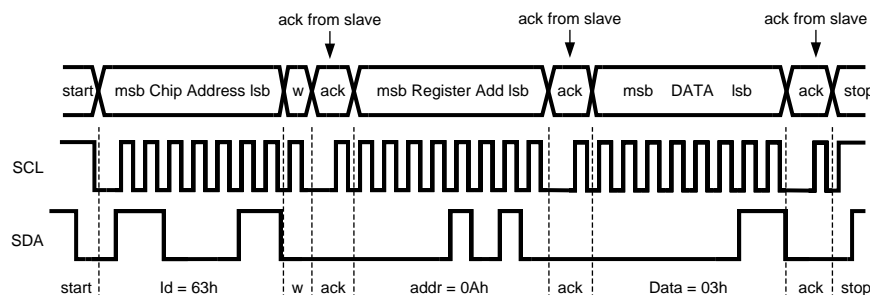 ack from slave ack from slave ack from slave
start msb Chip Address lsb w ack msb Register Add lsb ack msb DATA lsb ack stop
SCL
SDA
start Id = 63h w ack addr = 0Ah ack Data = 03h ack stop